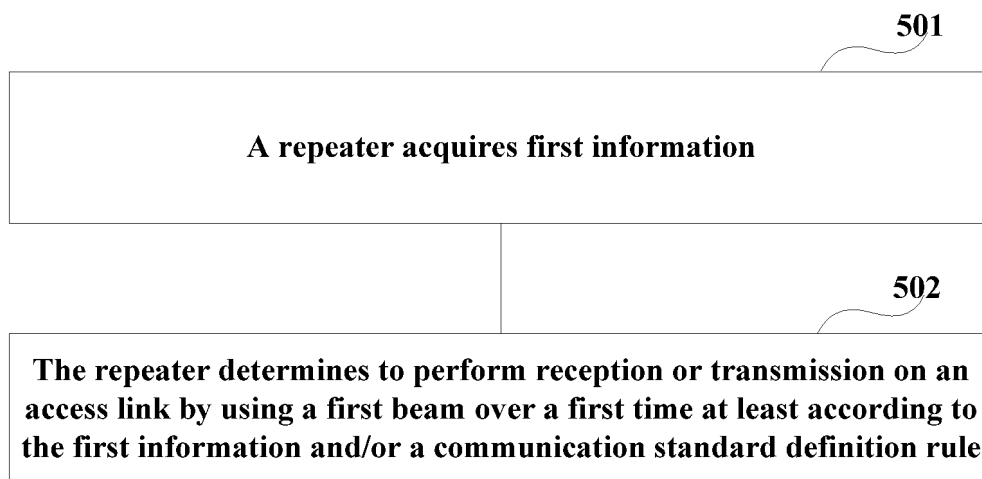 501
A repeater acquires first information
502
The repeater determines to perform reception or transmission on an
access link by using a first beam over a first time at least according to
the first information and/or a communication standard definition rule